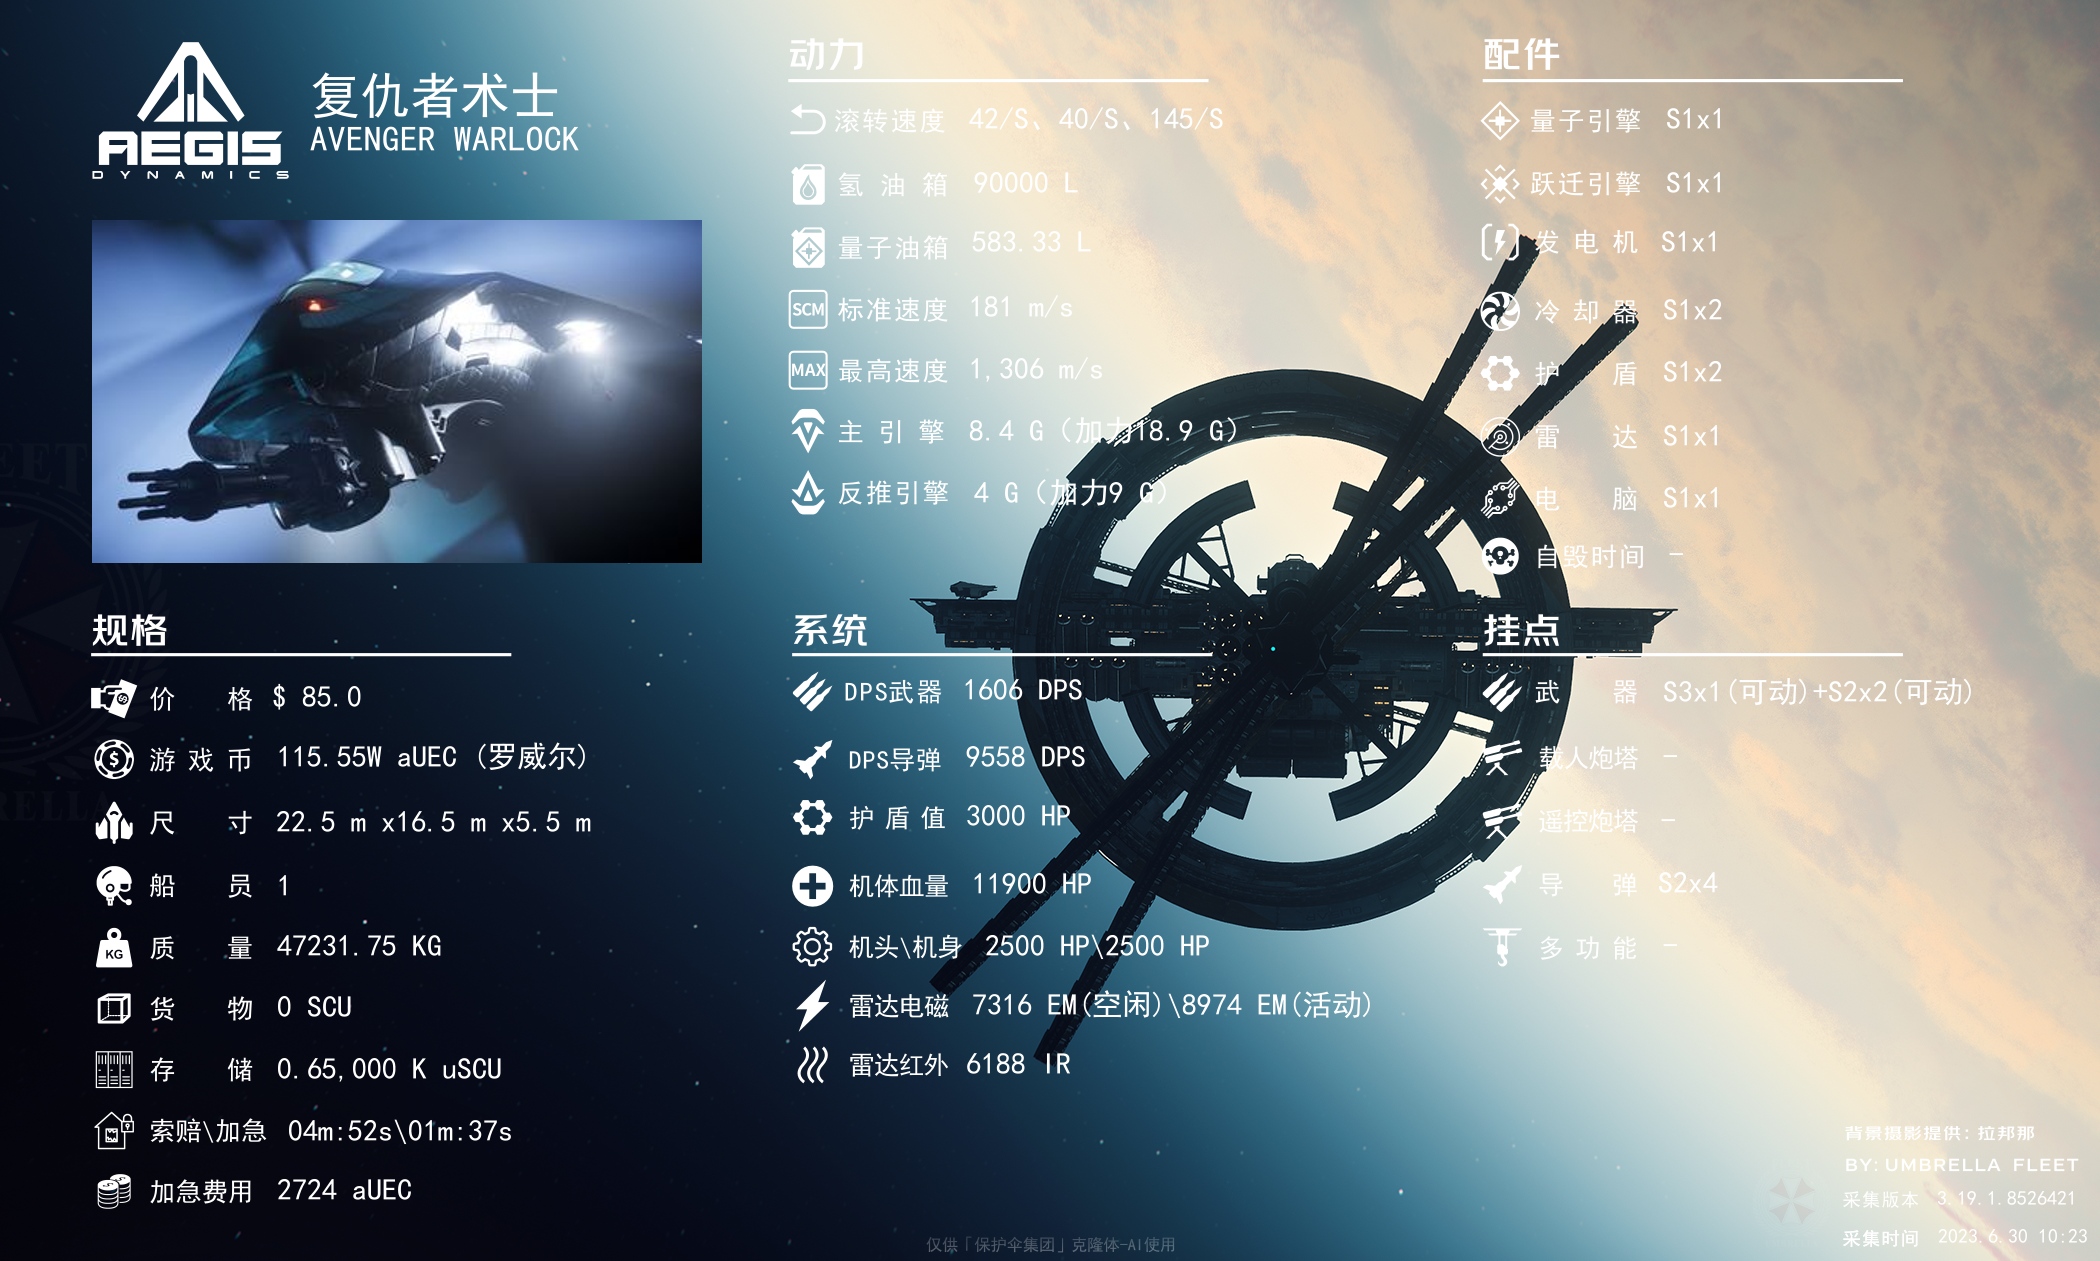 AEGIS
DYNAMICS
复仇者术士
AVENGER WARLOCK
动力
滚转速度 42/S、40/S、145/S
氢油箱 90000 L
量子油箱 583.33 L
SCM 标准速度 181 m/s
MAX 最高速度 1,306 m/s
主引擎 8.4 G（加力18.9 G）
反推引擎 4 G（加力9 G）
配件
量子引擎 S1x1
跃迁引擎 S1x1
发电机 S1x1
冷却器 S1x2
护盾 S1x2
雷达 S1x1
电脑 S1x1
自毁时间 -
规格
价格 $ 85.0
游戏币 115.55W aUEC (罗威尔)
尺寸 22.5 m x16.5 m x5.5 m
船员 1
KG 质量 47231.75 KG
货物 0 SCU
存储 0.65,000 K uSCU
索赔\加急 04m:52s\01m:37s
加急费用 2724 aUEC
系统
DPS武器 1606 DPS
DPS导弹 9558 DPS
护盾值 3000 HP
机体血量 11900 HP
机头\机身 2500 HP\2500 HP
雷达电磁 7316 EM(空闲)\8974 EM(活动)
雷达红外 6188 IR
挂点
武器 S3x1(可动)+S2x2(可动)
载人炮塔 -
遥控炮塔 -
导弹 S2x4
多功能 -
背景摄影提供: 拉邦那
BY: UMBRELLA FLEET
采集版本 3.19.1.8526421
采集时间 2023.6.30 10:23
仅供「保护伞集团」克隆体-AI使用